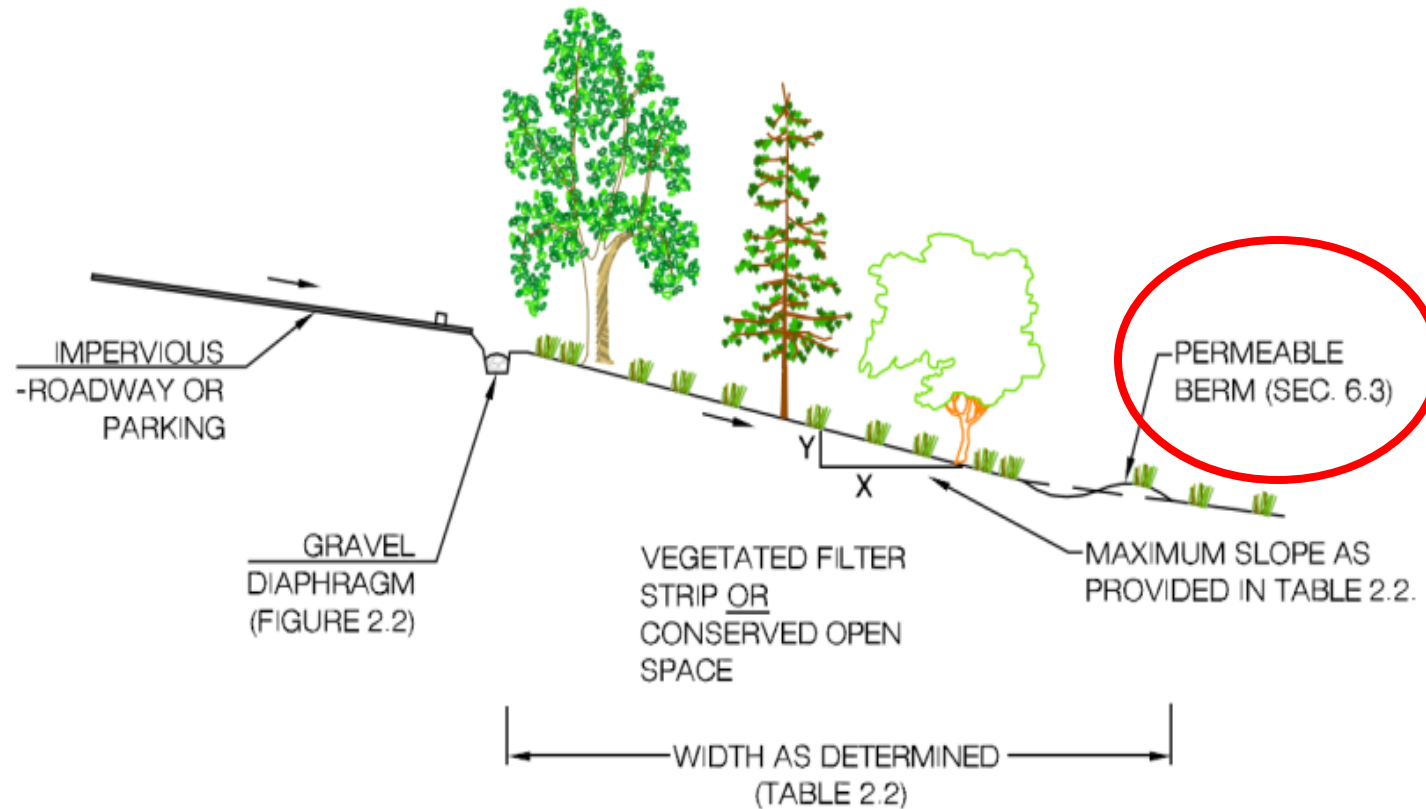 IMPERVIOUS
-ROADWAY OR
PARKING
GRAVEL
DIAPHRAGM
(FIGURE 2.2)
VEGETATED FILTER
STRIP OR
CONSERVED OPEN
SPACE
Y
X
PERMEABLE
BERM (SEC. 6.3)
MAXIMUM SLOPE AS
PROVIDED IN TABLE 2.2.
WIDTH AS DETERMINED
(TABLE 2.2)